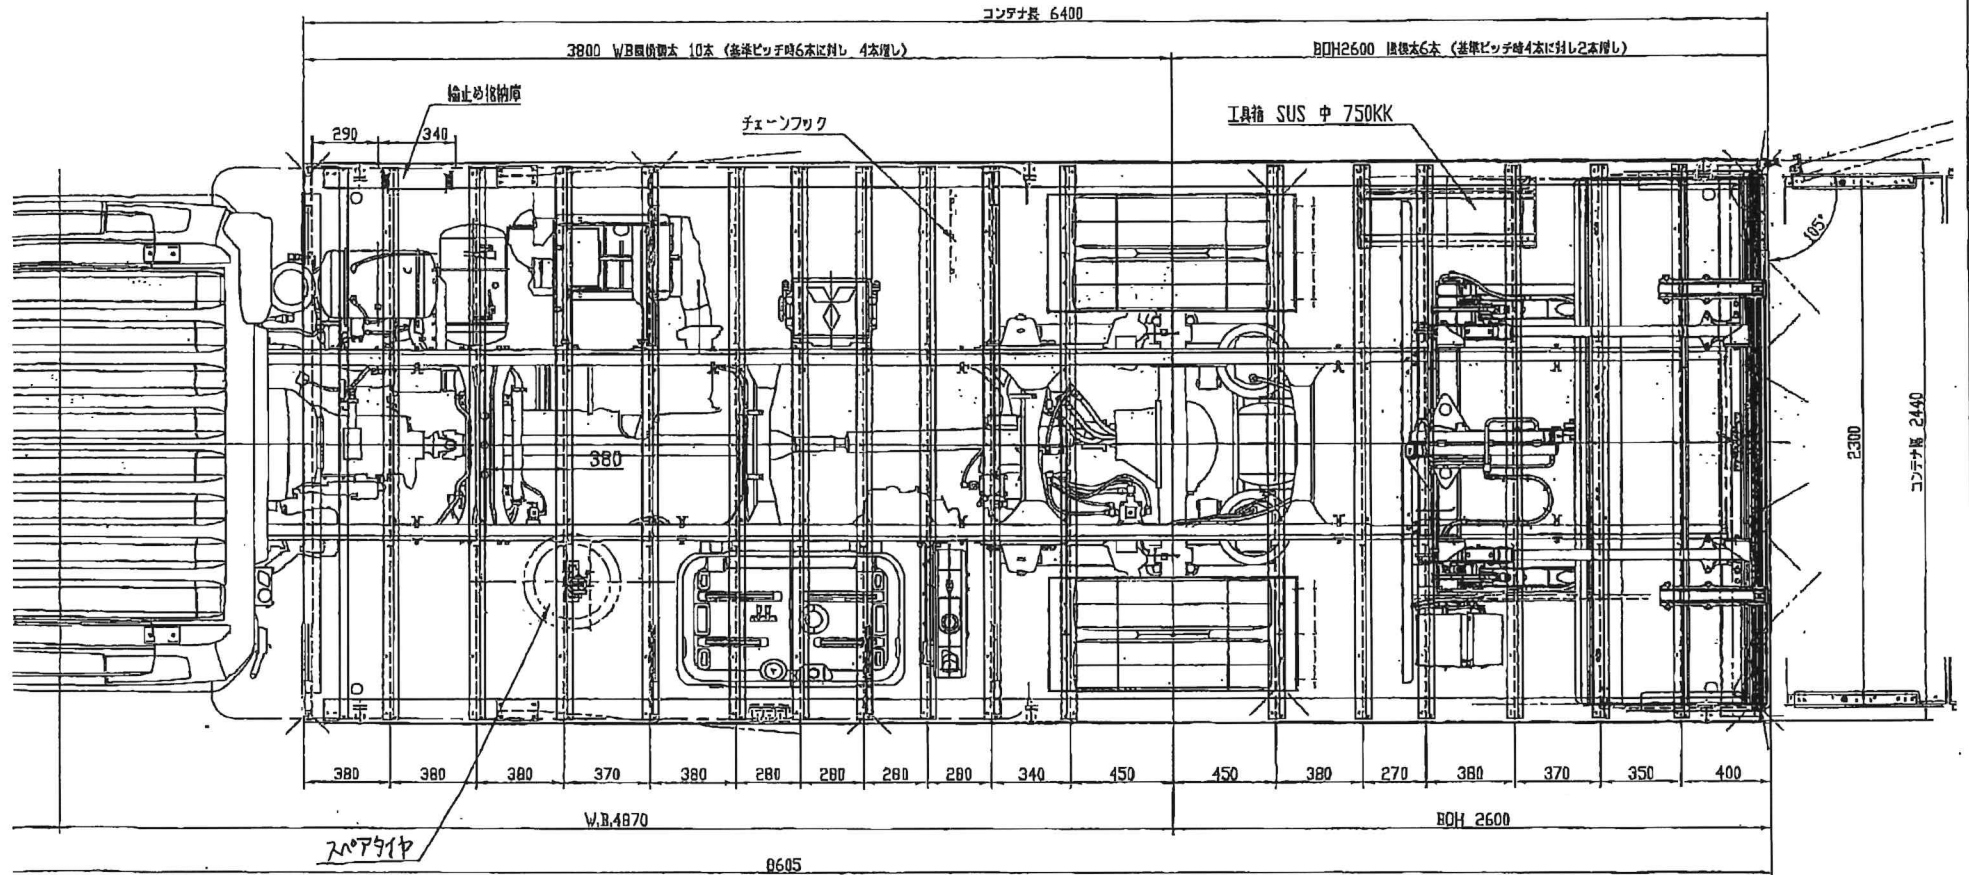 コンテナ長 6400
3800 W.B間横根太 10本 (基準ピッチ時6本に対し 4本増し)
BOH2600 横根太6本 (基準ピッチ時4本に対し2本増し)
輪止め格納庫
チェーンフック
工具箱 SUS 中 750KK
290
340
105°
380
2300
コンテナ幅 2440
380 380 380 370 380 280 280 280 280 340 450 450 380 270 380 370 350 400
W.B.4870
BOH 2600
スペアタイヤ
8605